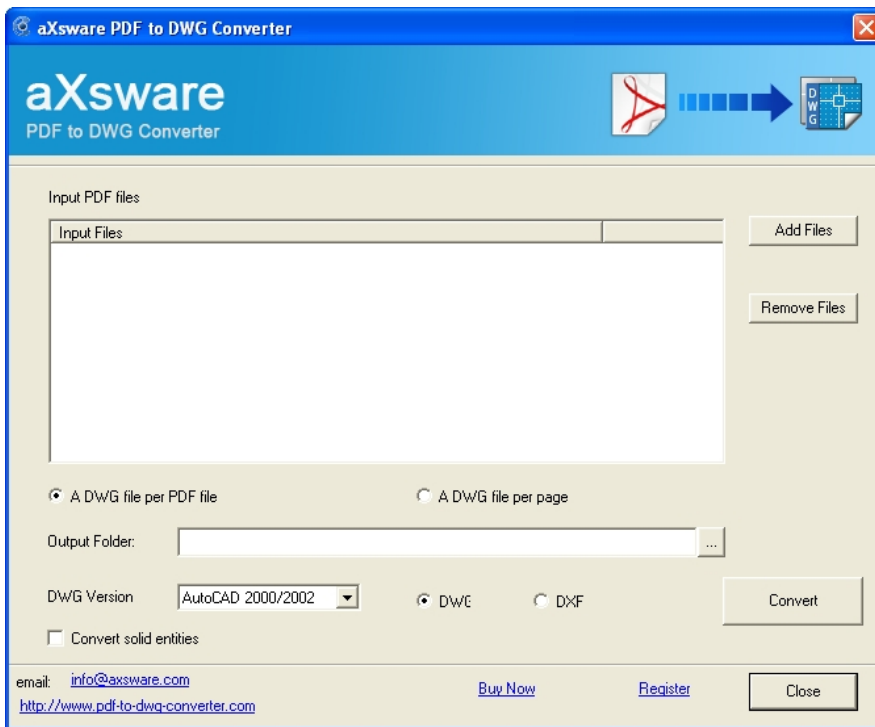 aXsware PDF to DWG Converter
aXsware
PDF to DWG Converter
DWG
Input PDF files
Input Files
Add Files
Remove Files
A DWG file per PDF file
A DWG file per page
Output Folder:
...
DWG Version
AutoCAD 2000/2002
DWG
DXF
Convert
Convert solid entities
email:
info@axsware.com
Buy Now
Register
Close
http://www.pdf-to-dwg-converter.com